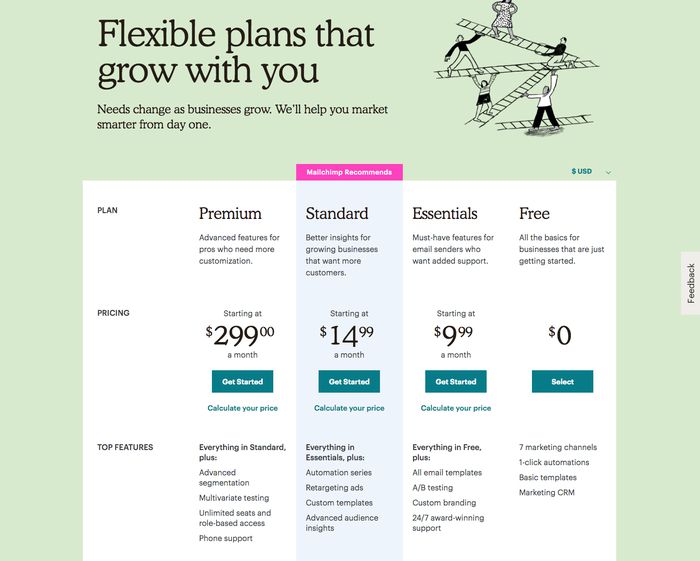 Flexible plans that
grow with you
Needs change as businesses grow. We'll help you market
smarter from day one.
Mailchimp Recommends
$ USD
PLAN
Premium
Advanced features for
pros who need more
customization.
Standard
Better insights for
growing businesses
that want more
customers.
Essentials
Must-have features for
email senders who
want added support.
Free
All the basics for
businesses that are just
getting started.
PRICING
Starting at
$29900
a month
Get Started
Calculate your price
Starting at
$1499
a month
Get Started
Calculate your price
Starting at
$999
a month
Get Started
Calculate your price
$0
Select
TOP FEATURES
Everything in Standard,
plus:
Advanced
segmentation
Multivariate testing
Unlimited seats and
role-based access
Phone support
Everything in
Essentials, plus:
Automation series
Retargeting ads
Custom templates
Advanced audience
insights
Everything in Free,
plus:
All email templates
A/B testing
Custom branding
24/7 award-winning
support
7 marketing channels
1-click automations
Basic templates
Marketing CRM
Feedback